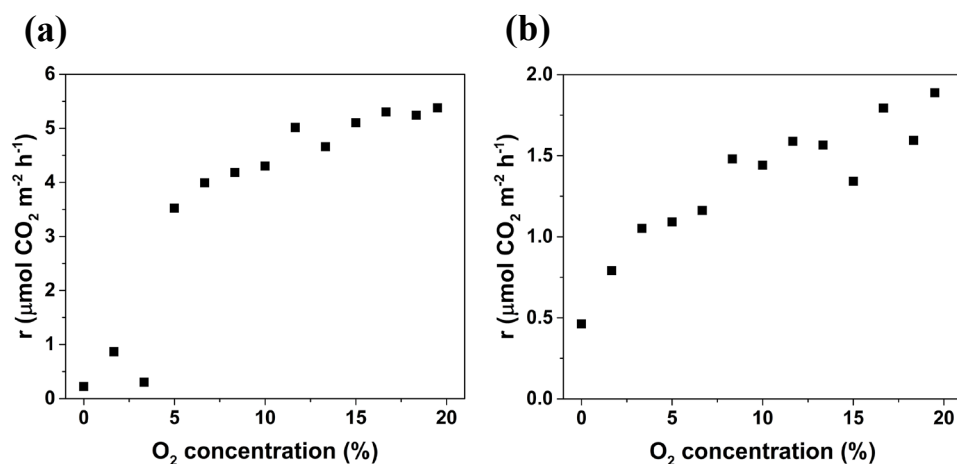 (a)
6
5
4
3
2
1
0
r (μmol CO₂ m⁻² h⁻¹)
0 5 10 15 20
O₂ concentration (%)
(b)
2.0
1.5
1.0
0.5
0.0
r (μmol CO₂ m⁻² h⁻¹)
0 5 10 15 20
O₂ concentration (%)